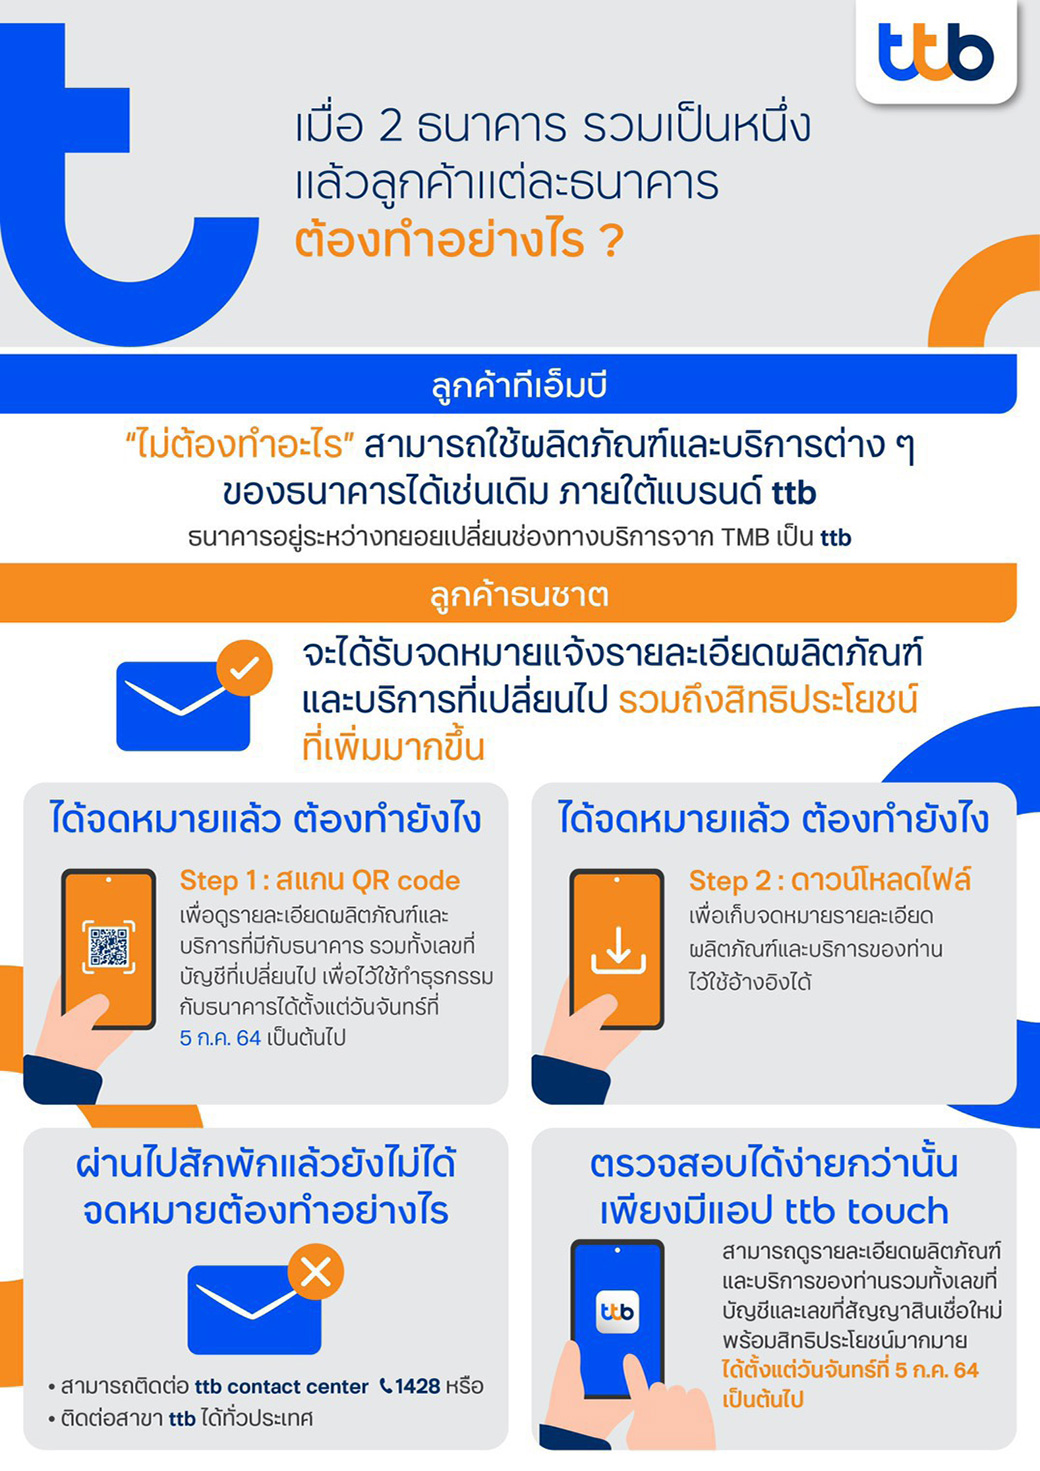 ttb
เมื่อ 2 ธนาคาร รวมเป็นหนึ่ง
แล้วลูกค้าแต่ละธนาคาร
ต้องทำอย่างไร ?
ลูกค้าทีเอ็มบี
“ไม่ต้องทำอะไร” สามารถใช้ผลิตภัณฑ์และบริการต่าง ๆ
ของธนาคารได้เช่นเดิม ภายใต้แบรนด์ ttb
ธนาคารอยู่ระหว่างทยอยเปลี่ยนช่องทางบริการจาก TMB เป็น ttb
ลูกค้าธนชาต
จะได้รับจดหมายแจ้งรายละเอียดผลิตภัณฑ์
และบริการที่เปลี่ยนไป รวมถึงสิทธิประโยชน์
ที่เพิ่มมากขึ้น
ได้จดหมายแล้ว ต้องทำยังไง
Step 1 : สแกน QR code
เพื่อดูรายละเอียดผลิตภัณฑ์และ
บริการที่มีกับธนาคาร รวมทั้งเลขที่
บัญชีที่เปลี่ยนไป เพื่อไว้ใช้ทำธุรกรรม
กับธนาคารได้ตั้งแต่วันจันทร์ที่
5 ก.ค. 64 เป็นต้นไป
ได้จดหมายแล้ว ต้องทำยังไง
Step 2 : ดาวน์โหลดไฟล์
เพื่อเก็บจดหมายรายละเอียด
ผลิตภัณฑ์และบริการของท่าน
ไว้ใช้อ้างอิงได้
ผ่านไปสักพักแล้วยังไม่ได้
จดหมายต้องทำอย่างไร
• สามารถติดต่อ ttb contact center 1428 หรือ
• ติดต่อสาขา ttb ได้ทั่วประเทศ
ตรวจสอบได้ง่ายกว่านั้น
เพียงมีแอป ttb touch
ttb
สามารถดูรายละเอียดผลิตภัณฑ์
และบริการของท่านรวมทั้งเลขที่
บัญชีและเลขที่สัญญาสินเชื่อใหม่
พร้อมสิทธิประโยชน์มากมาย
ได้ตั้งแต่วันจันทร์ที่ 5 ก.ค. 64
เป็นต้นไป